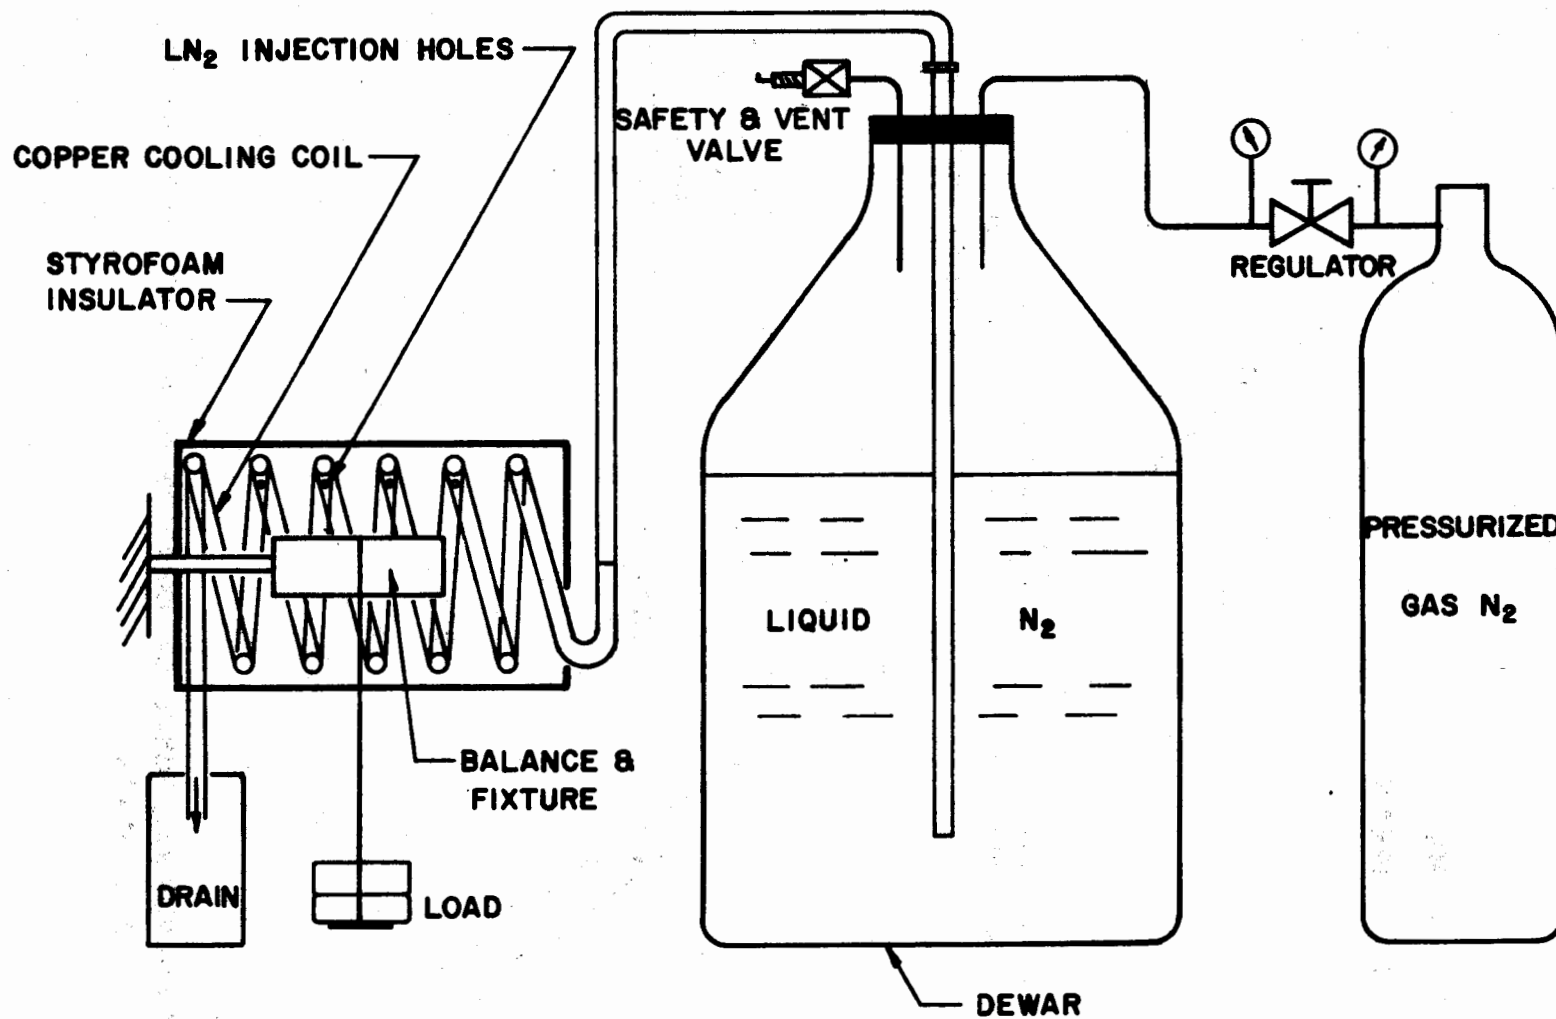 LN₂ INJECTION HOLES
COPPER COOLING COIL
STYROFOAM
INSULATOR
SAFETY & VENT
VALVE
REGULATOR
PRESSURIZED
GAS N₂
LIQUID N₂
BALANCE &
FIXTURE
DRAIN
LOAD
DEWAR